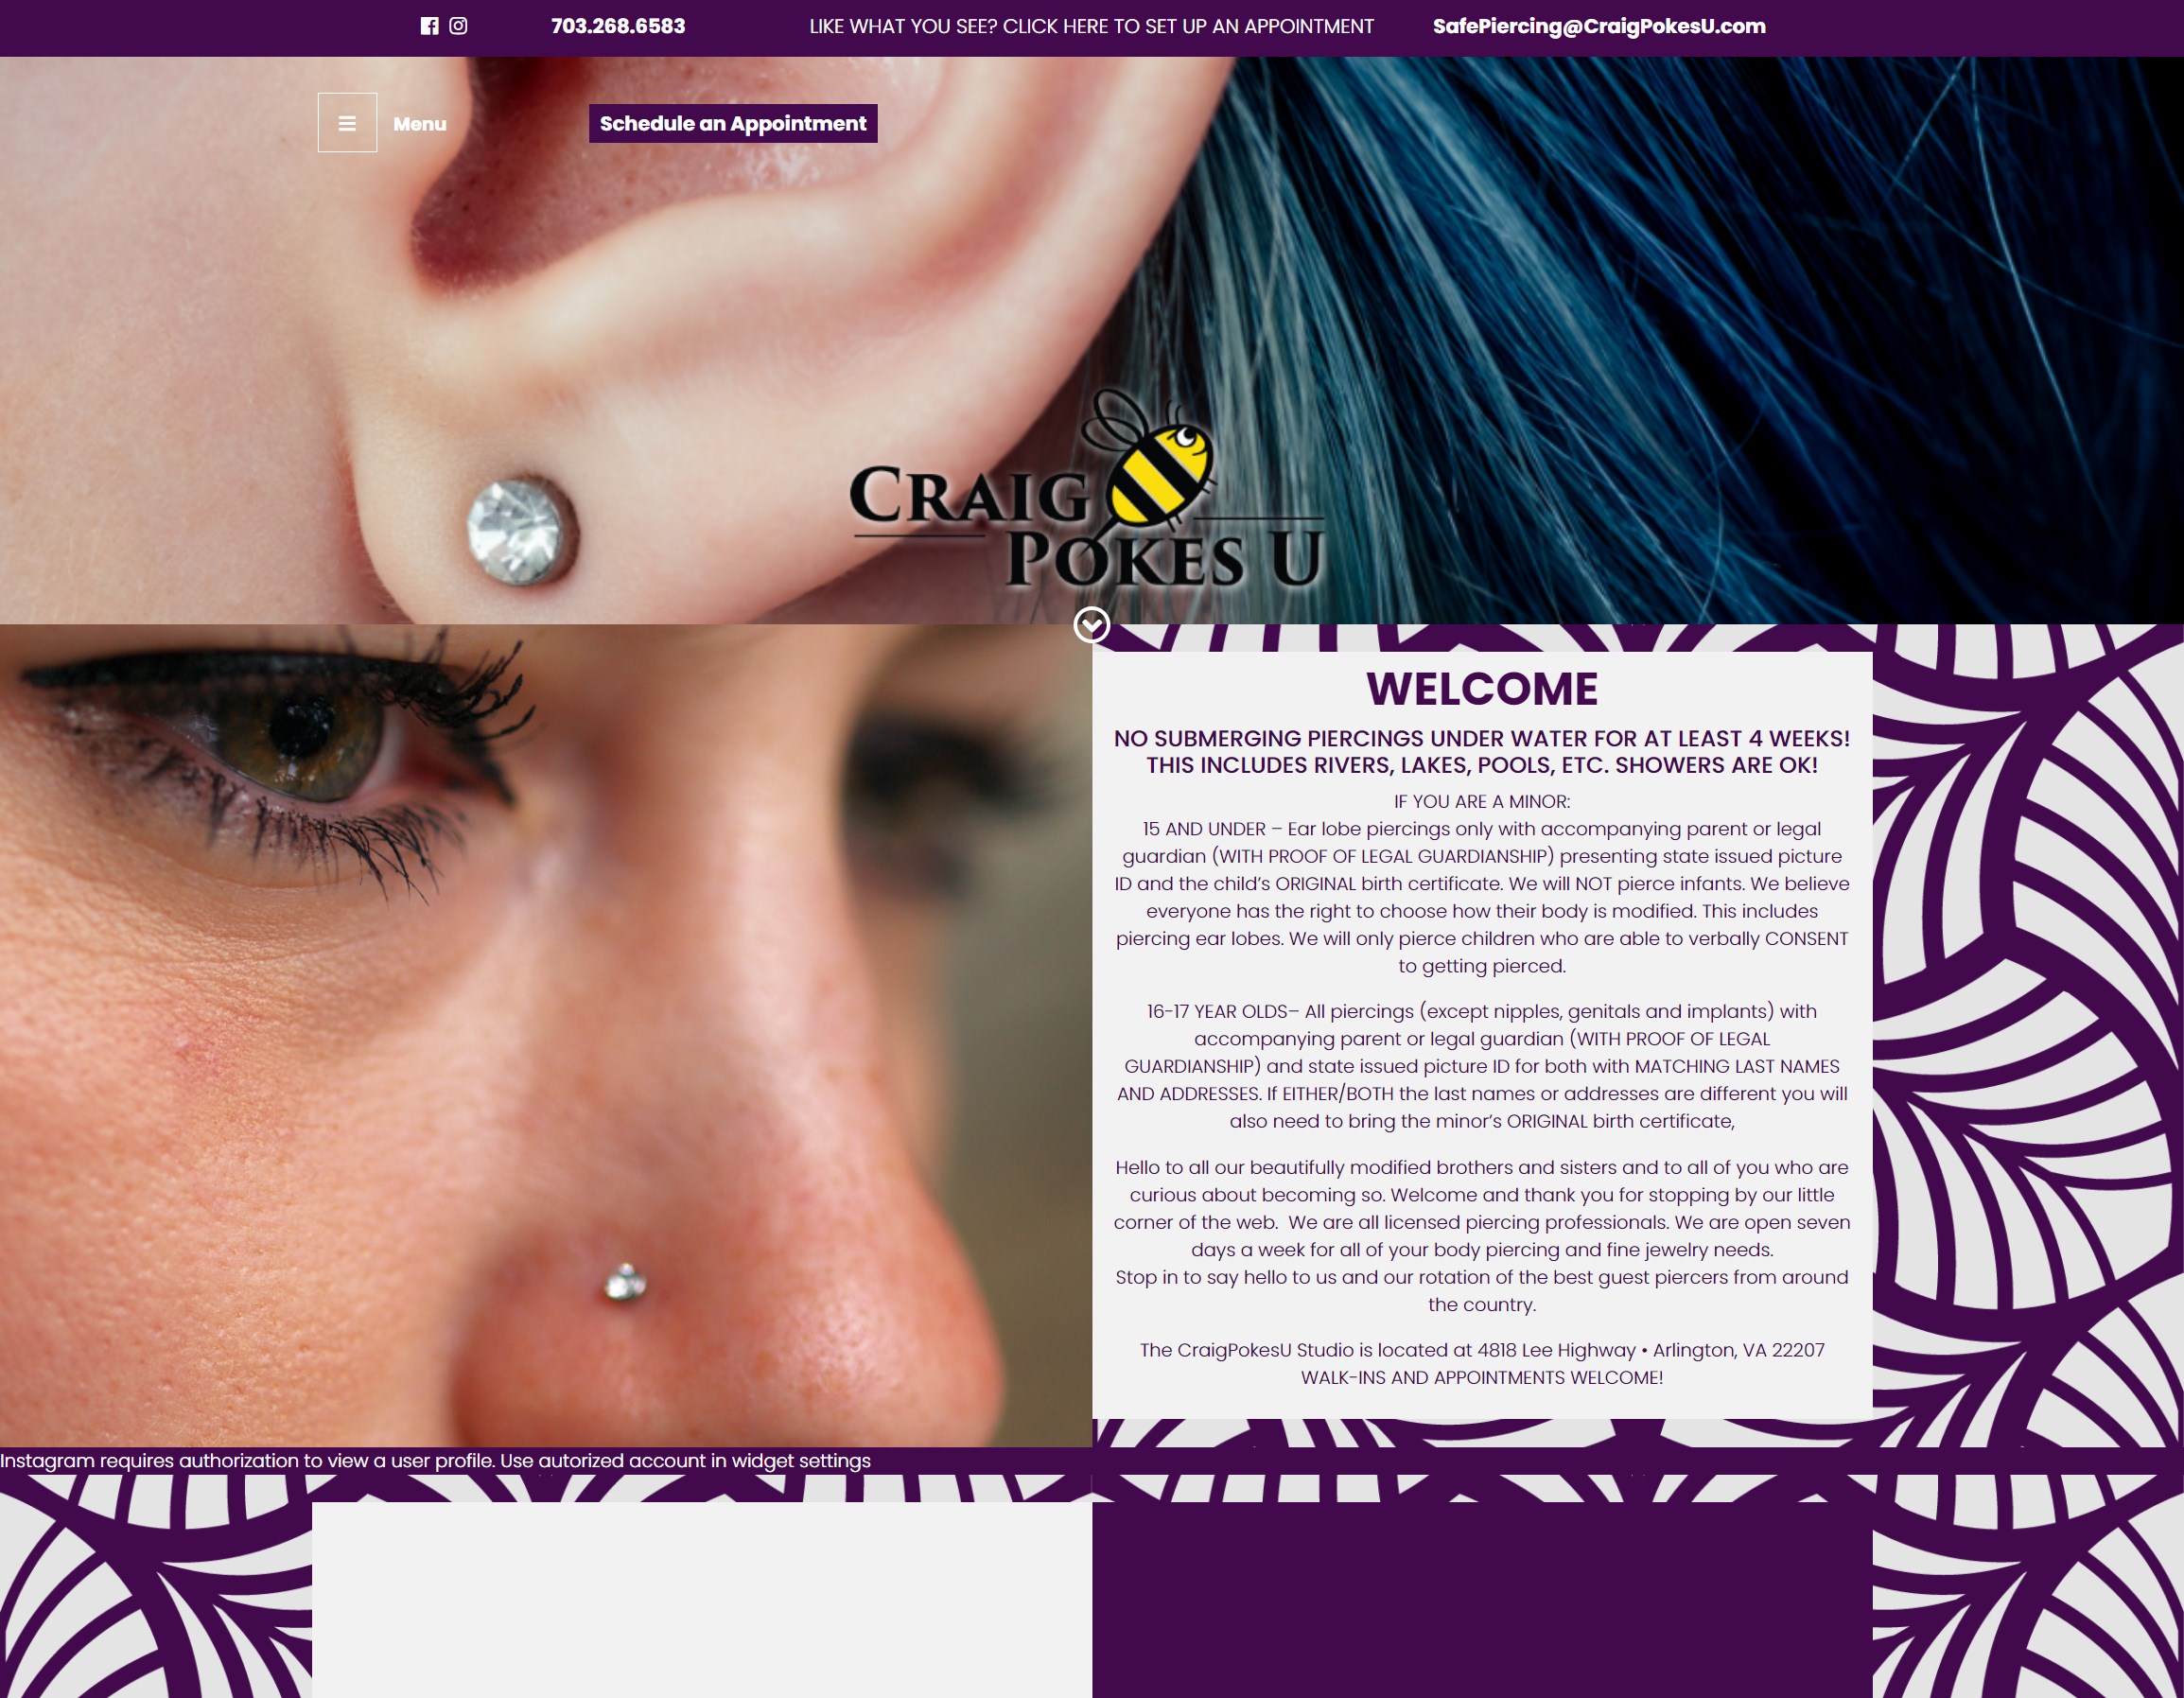 703.268.6583
LIKE WHAT YOU SEE? CLICK HERE TO SET UP AN APPOINTMENT
SafePiercing@CraigPokesU.com
Menu
Schedule an Appointment
CRAIG
POKES U
WELCOME
NO SUBMERGING PIERCINGS UNDER WATER FOR AT LEAST 4 WEEKS!
THIS INCLUDES RIVERS, LAKES, POOLS, ETC. SHOWERS ARE OK!
IF YOU ARE A MINOR:
15 AND UNDER – Ear lobe piercings only with accompanying parent or legal
guardian (WITH PROOF OF LEGAL GUARDIANSHIP) presenting state issued picture
ID and the child’s ORIGINAL birth certificate. We will NOT pierce infants. We believe
everyone has the right to choose how their body is modified. This includes
piercing ear lobes. We will only pierce children who are able to verbally CONSENT
to getting pierced.
16-17 YEAR OLDS– All piercings (except nipples, genitals and implants) with
accompanying parent or legal guardian (WITH PROOF OF LEGAL
GUARDIANSHIP) and state issued picture ID for both with MATCHING LAST NAMES
AND ADDRESSES. If EITHER/BOTH the last names or addresses are different you will
also need to bring the minor’s ORIGINAL birth certificate,
Hello to all our beautifully modified brothers and sisters and to all of you who are
curious about becoming so. Welcome and thank you for stopping by our little
corner of the web.  We are all licensed piercing professionals. We are open seven
days a week for all of your body piercing and fine jewelry needs.
Stop in to say hello to us and our rotation of the best guest piercers from around
the country.
The CraigPokesU Studio is located at 4818 Lee Highway • Arlington, VA 22207
WALK-INS AND APPOINTMENTS WELCOME!
Instagram requires authorization to view a user profile. Use autorized account in widget settings